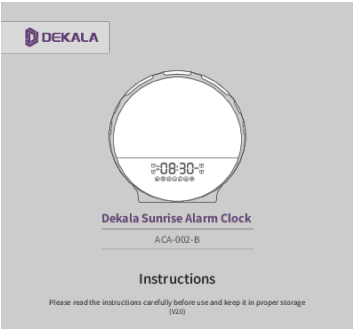 DEKALA
08:30
Dekala Sunrise Alarm Clock
ACA-002-B
Instructions
Please read the instructions carefully before use and keep it in proper storage
(V2.0)